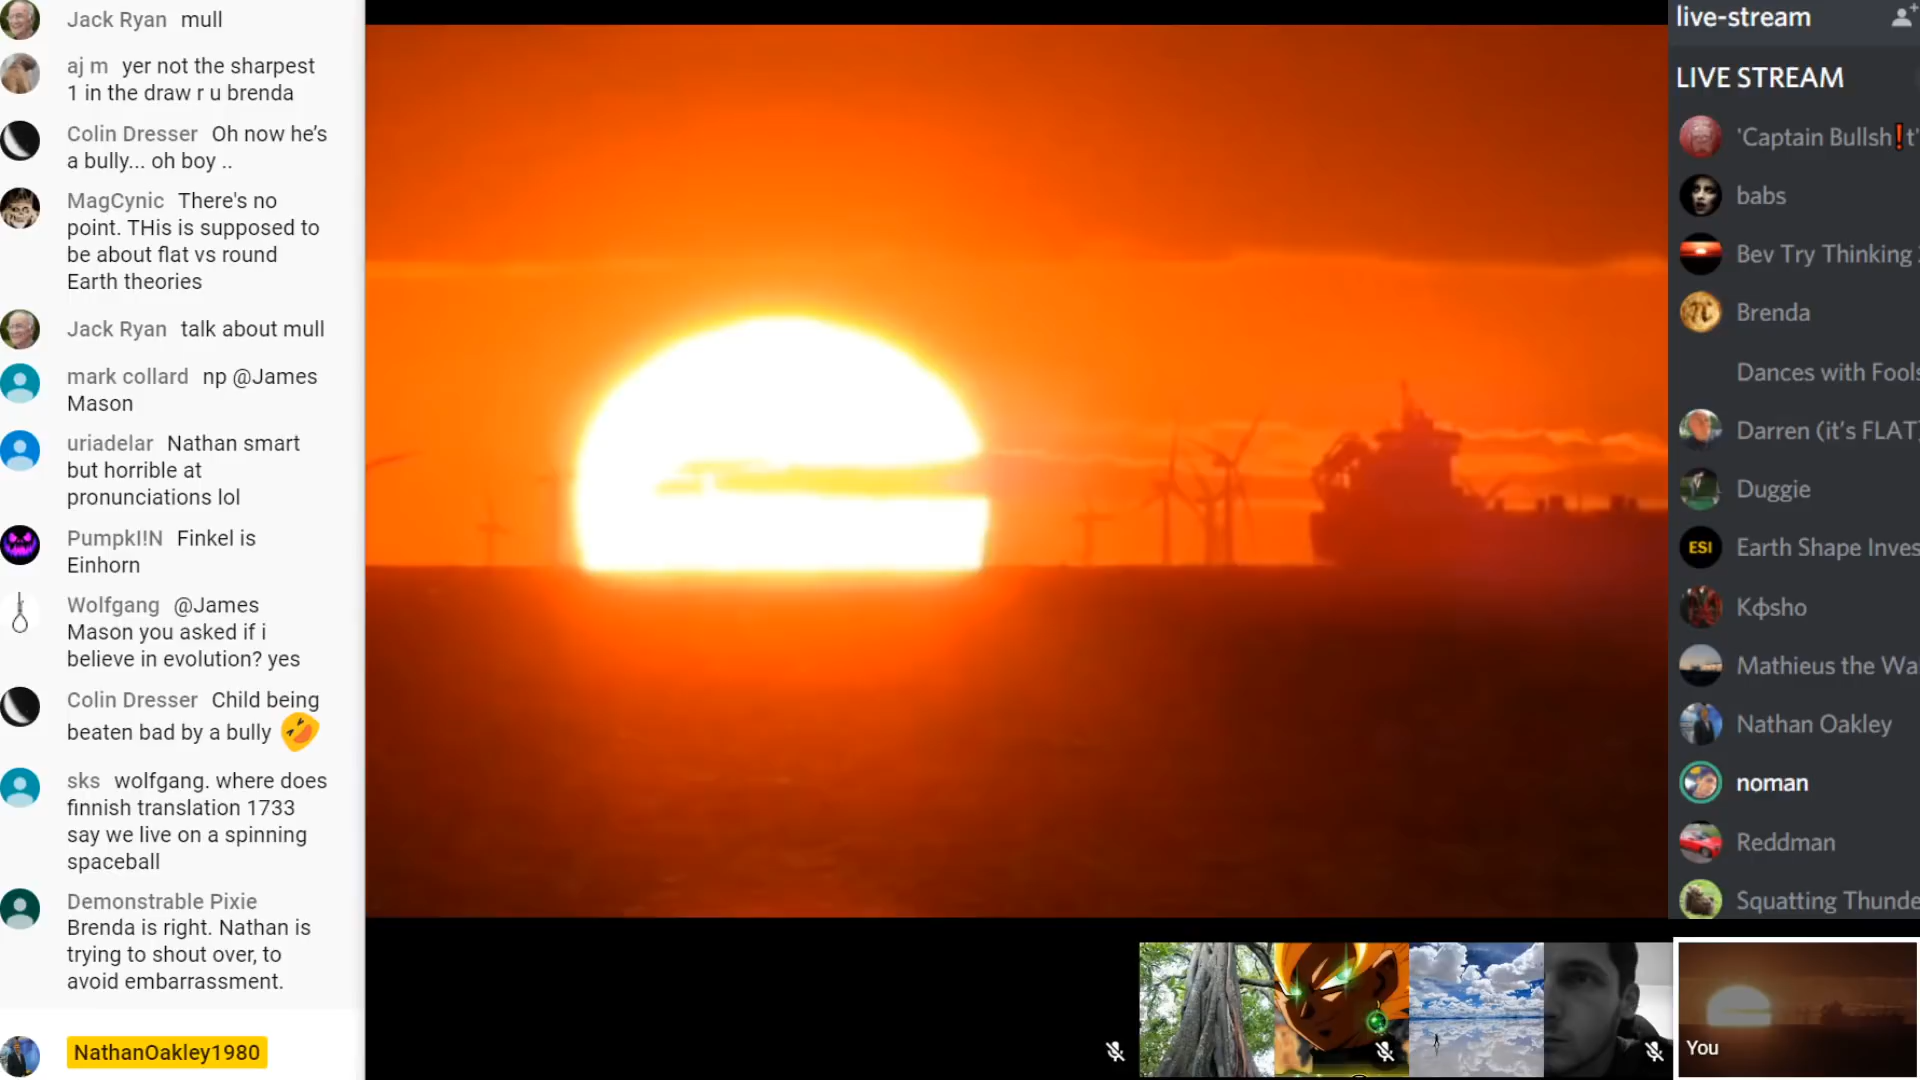 Jack Ryan mull
aj m yer not the sharpest
1 in the draw r u brenda
Colin Dresser Oh now he's
a bully... oh boy ..
MagCynic There's no
point. THis is supposed to
be about flat vs round
Earth theories
Jack Ryan talk about mull
mark collard np @James
Mason
uriadelar Nathan smart
but horrible at
pronunciations lol
PumpkI!N Finkel is
Einhorn
Wolfgang @James
Mason you asked if i
believe in evolution? yes
Colin Dresser Child being
beaten bad by a bully
sks wolfgang. where does
finnish translation 1733
say we live on a spinning
spaceball
Demonstrable Pixie
Brenda is right. Nathan is
trying to shout over, to
avoid embarrassment.
NathanOakley1980
live-stream
LIVE STREAM
'Captain Bullsh❗t'
babs
Bev Try Thinking
Brenda
Dances with Fools
Darren (it's FLAT)
Duggie
ESI Earth Shape Inves
Kфsho
Mathieus the Wa
Nathan Oakley
noman
Reddman
Squatting Thunde
You